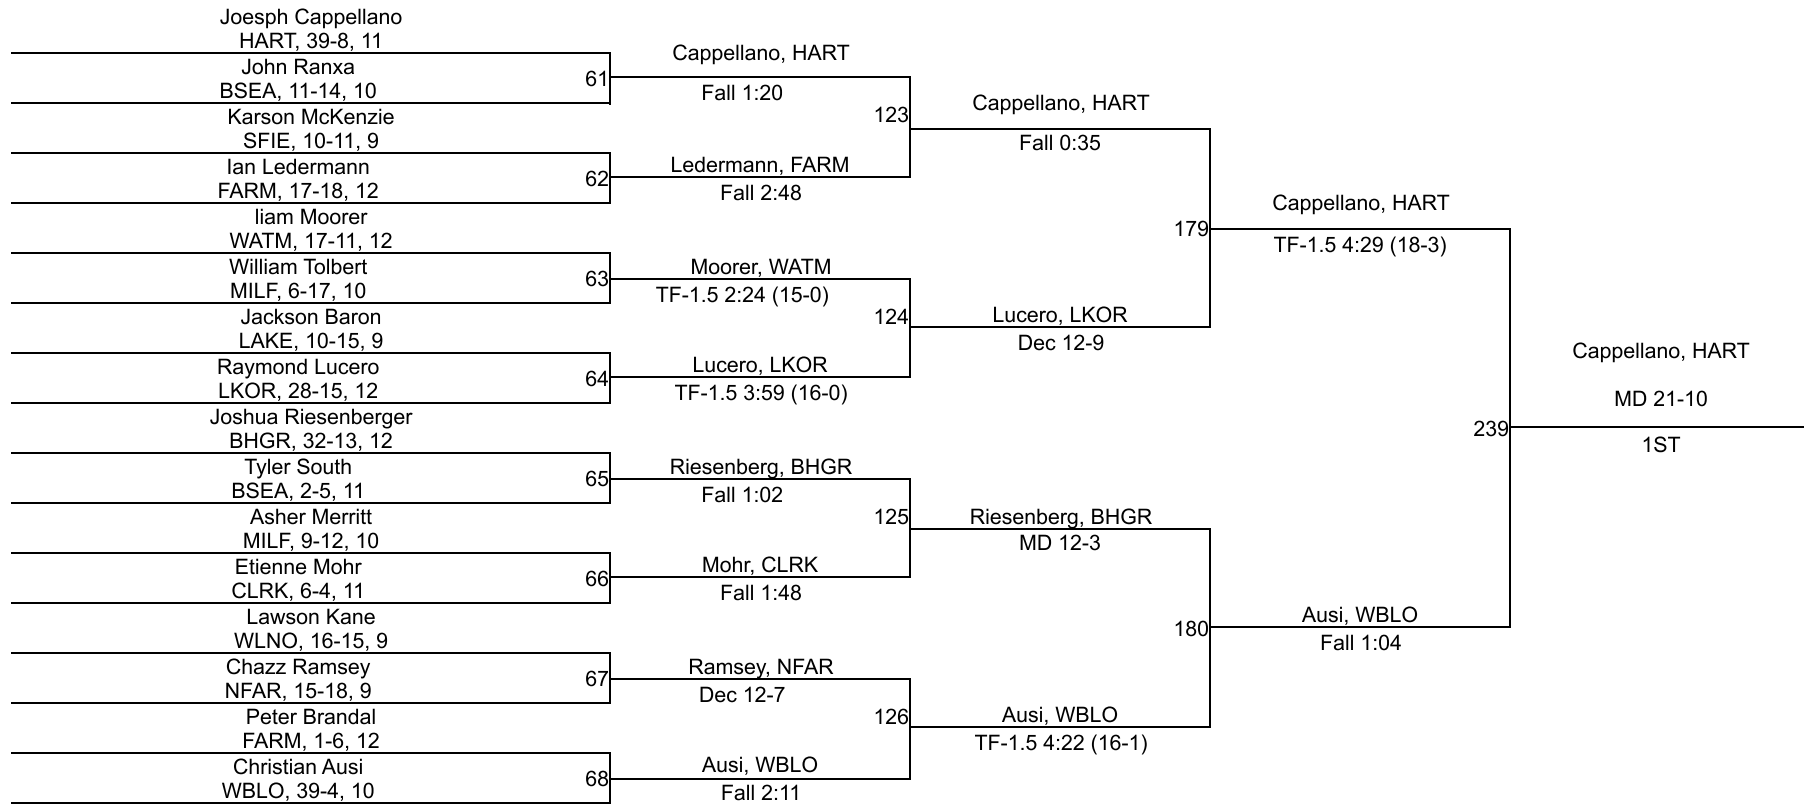 Joesph Cappellano
HART, 39-8, 11
John Ranxa
BSEA, 11-14, 10
Karson McKenzie
SFIE, 10-11, 9
Ian Ledermann
FARM, 17-18, 12
liam Moorer
WATM, 17-11, 12
William Tolbert
MILF, 6-17, 10
Jackson Baron
LAKE, 10-15, 9
Raymond Lucero
LKOR, 28-15, 12
Joshua Riesenberger
BHGR, 32-13, 12
Tyler South
BSEA, 2-5, 11
Asher Merritt
MILF, 9-12, 10
Etienne Mohr
CLRK, 6-4, 11
Lawson Kane
WLNO, 16-15, 9
Chazz Ramsey
NFAR, 15-18, 9
Peter Brandal
FARM, 1-6, 12
Christian Ausi
WBLO, 39-4, 10
61
62
63
64
65
66
67
68
Cappellano, HART
Fall 1:20
Ledermann, FARM
Fall 2:48
Moorer, WATM
TF-1.5 2:24 (15-0)
Lucero, LKOR
TF-1.5 3:59 (16-0)
Riesenberg, BHGR
Fall 1:02
Mohr, CLRK
Fall 1:48
Ramsey, NFAR
Dec 12-7
Ausi, WBLO
Fall 2:11
123
124
125
126
Cappellano, HART
Fall 0:35
Lucero, LKOR
Dec 12-9
Riesenberg, BHGR
MD 12-3
Ausi, WBLO
TF-1.5 4:22 (16-1)
179
180
Cappellano, HART
TF-1.5 4:29 (18-3)
Ausi, WBLO
Fall 1:04
239
Cappellano, HART
MD 21-10
1ST